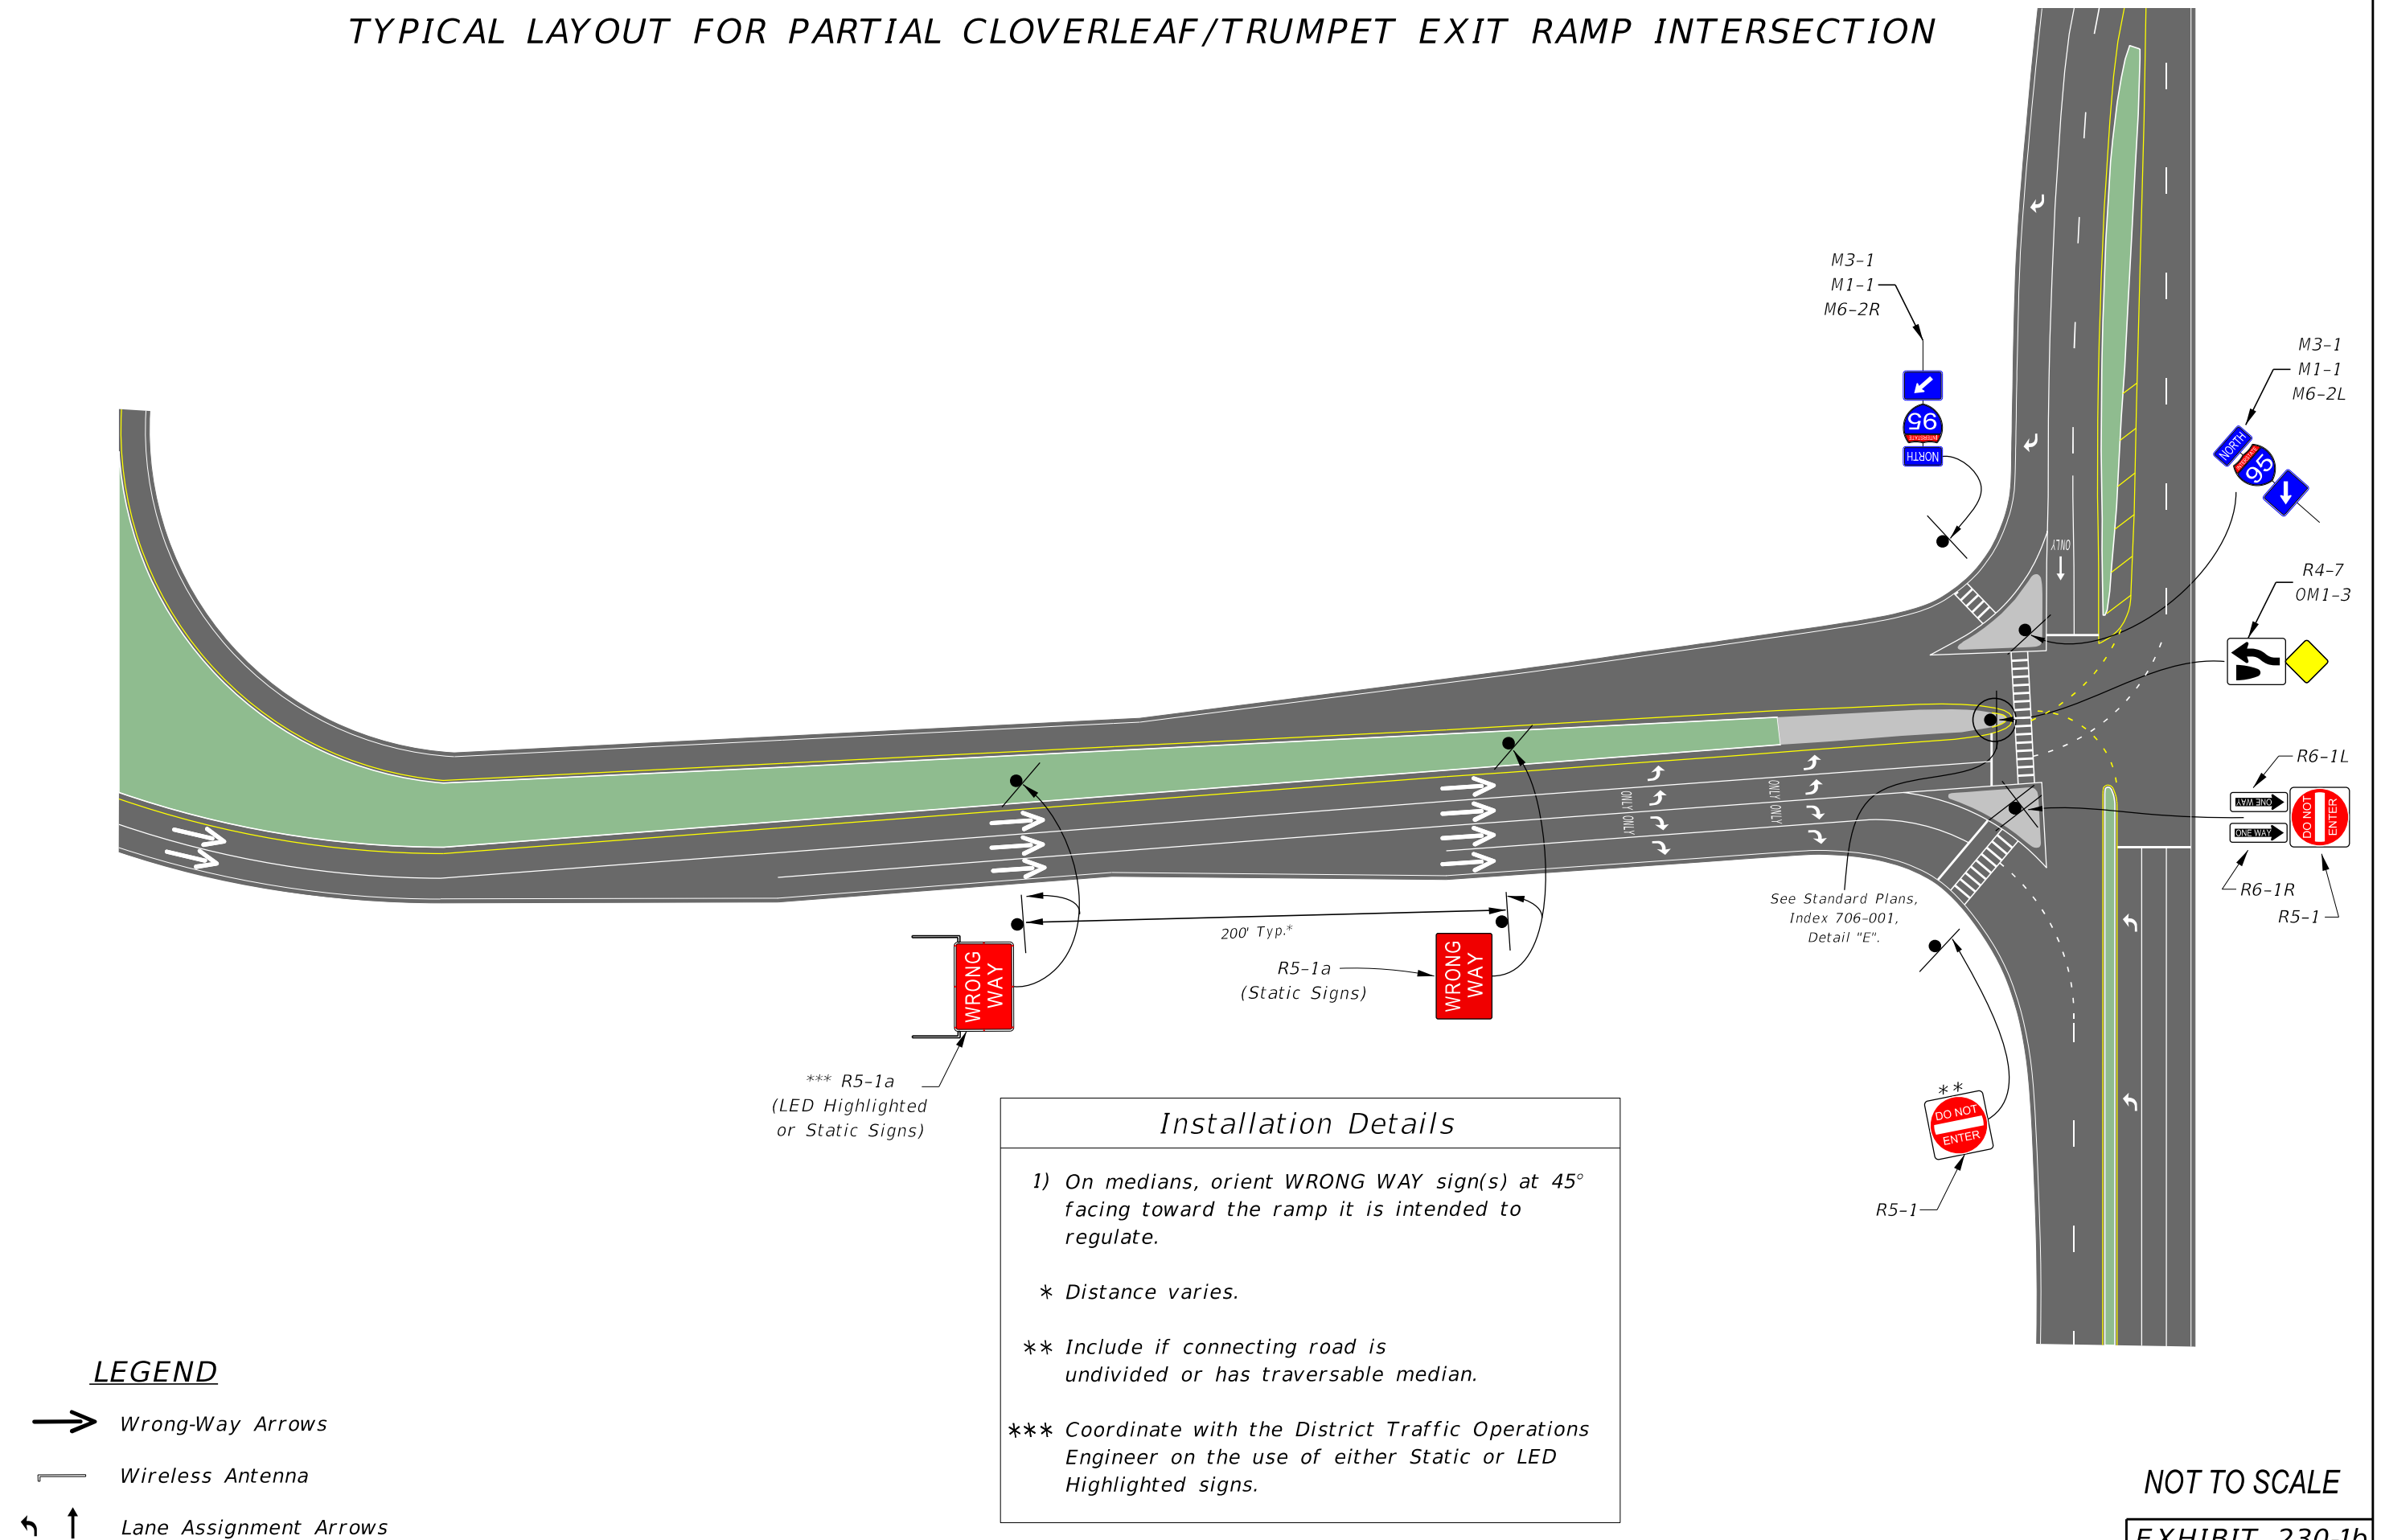 TYPICAL LAYOUT FOR PARTIAL CLOVERLEAF/TRUMPET EXIT RAMP INTERSECTION
M3-1
M1-1
M6-2R
95
INTERSTATE
NORTH
M3-1
M1-1
M6-2L
NORTH
INTERSTATE
95
ONLY
R4-7
OM1-3
R6-1L
ONE WAY
ONE WAY
DO NOT
ENTER
R6-1R
R5-1
ONLY
ONLY
ONLY
ONLY
See Standard Plans,
Index 706-001,
Detail "E".
200' Typ.*
WRONG
WAY
R5-1a
(Static Signs)
WRONG
WAY
*** R5-1a
(LED Highlighted
or Static Signs)
**
DO NOT
ENTER
R5-1
Installation Details
1) On medians, orient WRONG WAY sign(s) at 45°
facing toward the ramp it is intended to
regulate.
* Distance varies.
** Include if connecting road is
undivided or has traversable median.
*** Coordinate with the District Traffic Operations
Engineer on the use of either Static or LED
Highlighted signs.
LEGEND
Wrong-Way Arrows
Wireless Antenna
Lane Assignment Arrows
NOT TO SCALE
EXHIBIT 230-1b